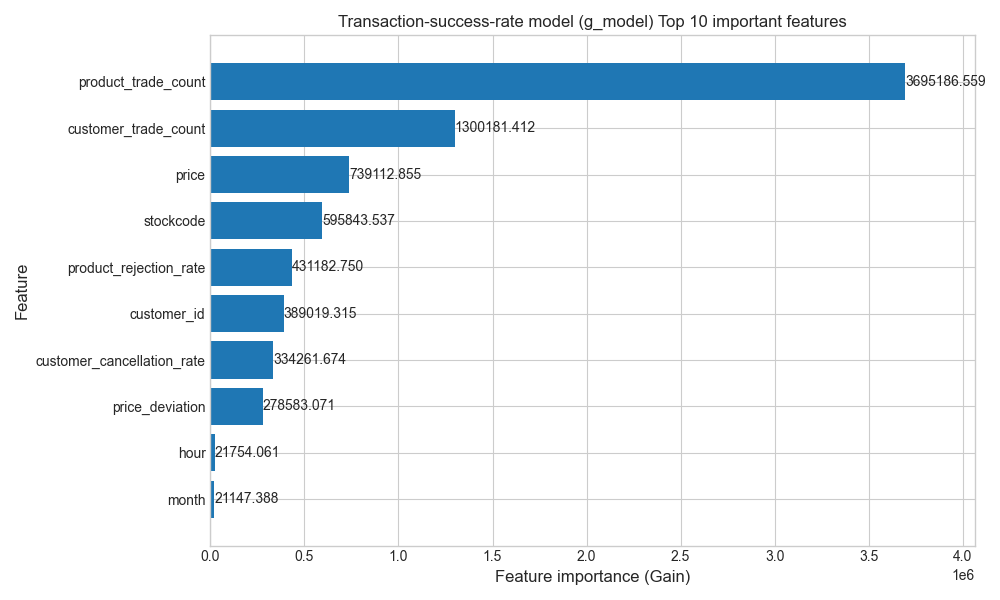 Transaction-success-rate model (g_model) Top 10 important features
product_trade_count 3695186.559
customer_trade_count 1300181.412
price 739112.855
stockcode 595843.537
product_rejection_rate 431182.750
customer_id 389019.315
customer_cancellation_rate 334261.674
price_deviation 278583.071
hour 21754.061
month 21147.388
Feature
0.0 0.5 1.0 1.5 2.0 2.5 3.0 3.5 4.0
1e6
Feature importance (Gain)